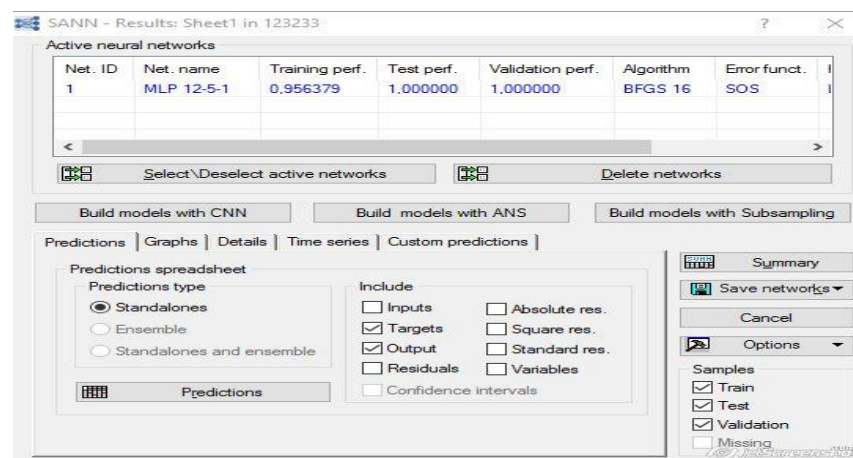 SANN - Results: Sheet1 in 123233
Active neural networks
Net. ID Net. name Training perf. Test perf. Validation perf. Algorithm Error funct.
1 MLP 12-5-1 0,956379 1,000000 1,000000 BFGS 16 SOS
Select\Deselect active networks Delete networks
Build models with CNN Build models with ANS Build models with Subsampling
Predictions Graphs Details Time series Custom predictions
Summary
Predictions spreadsheet
Predictions type Include
Save networks
Standalones Inputs Absolute res.
Cancel
Ensemble Targets Square res.
Standalones and ensemble Output Standard res.
Options
Residuals Variables
Samples
Predictions Confidence intervals
Train
Test
Validation
Missing